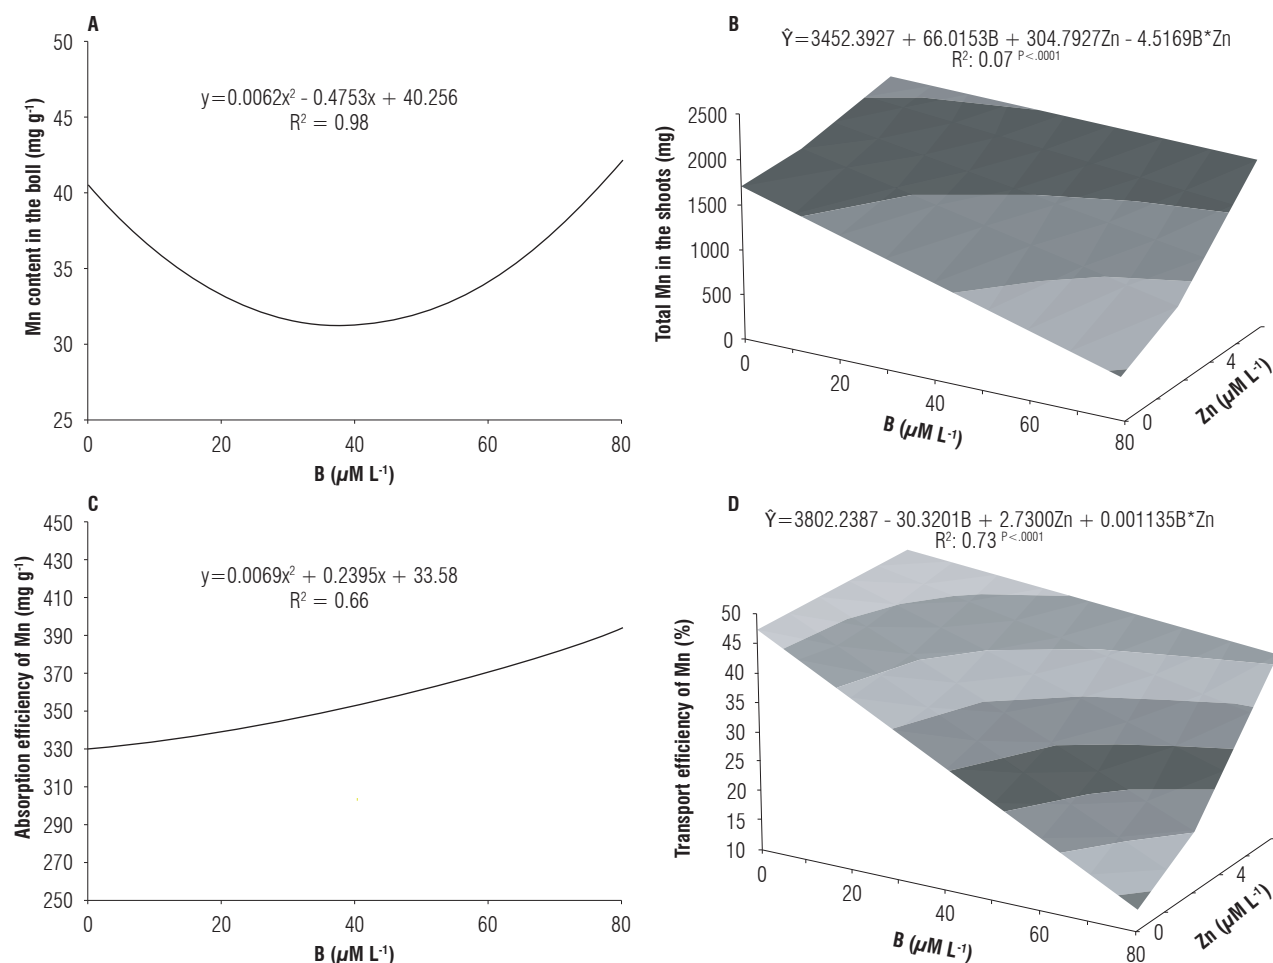 A
50
45
40
35
30
25
Mn content in the boll (mg g⁻¹)
y=0.0062x² - 0.4753x + 40.256
R² = 0.98
0 20 40 60 80
B (µM L⁻¹)
B
Ŷ=3452.3927 + 66.0153B + 304.7927Zn - 4.5169B*Zn
R²: 0.07 P<.0001
2500
2000
1500
1000
500
0
Total Mn in the shoots (mg)
0 20 40 60 80
B (µM L⁻¹)
0 4
Zn (µM L⁻¹)
C
450
430
410
390
370
350
330
310
290
270
250
Absorption efficiency of Mn (mg g⁻¹)
y=0.0069x² + 0.2395x + 33.58
R² = 0.66
0 20 40 60 80
B (µM L⁻¹)
D
Ŷ=3802.2387 - 30.3201B + 2.7300Zn + 0.001135B*Zn
R²: 0.73 P<.0001
50
45
40
35
30
25
20
15
10
Transport efficiency of Mn (%)
0 20 40 60 80
B (µM L⁻¹)
0 4
Zn (µM L⁻¹)